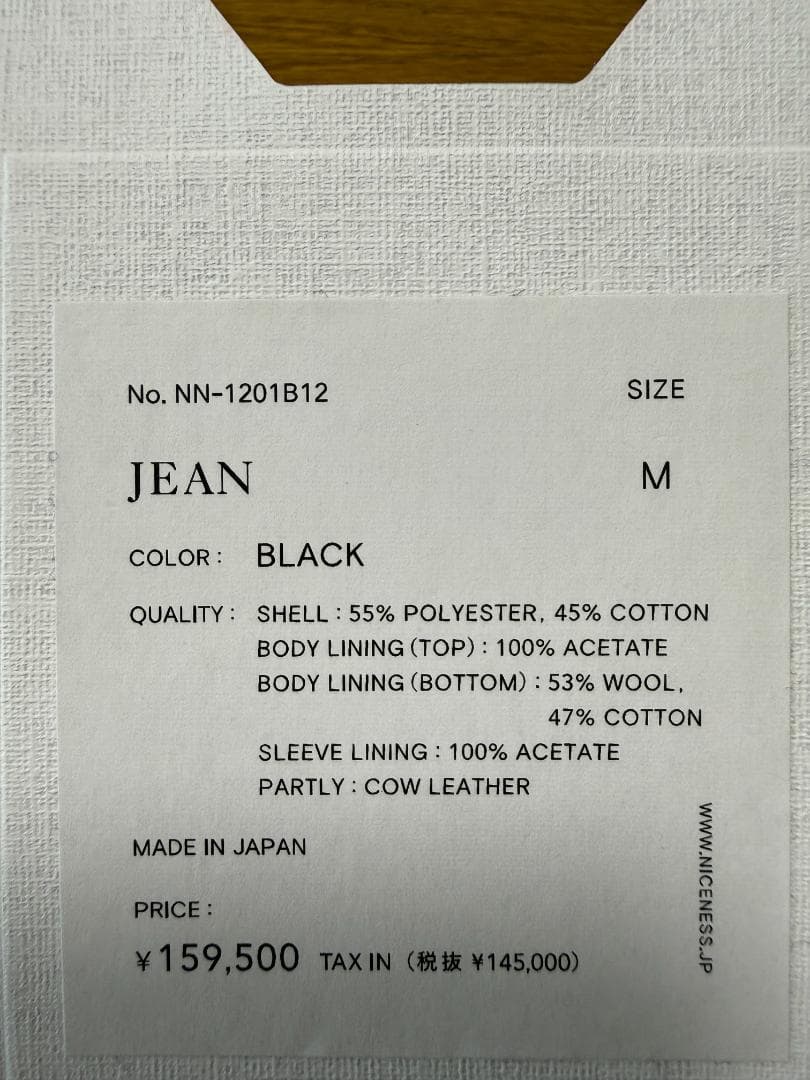 No. NN-1201B12 SIZE
JEAN M
COLOR : BLACK
QUALITY : SHELL : 55% POLYESTER, 45% COTTON
BODY LINING (TOP) : 100% ACETATE
BODY LINING (BOTTOM) : 53% WOOL,
47% COTTON
SLEEVE LINING : 100% ACETATE
PARTLY : COW LEATHER
MADE IN JAPAN
PRICE :
¥159,500 TAX IN (税抜 ¥145,000)
WWW.NICENESS.JP